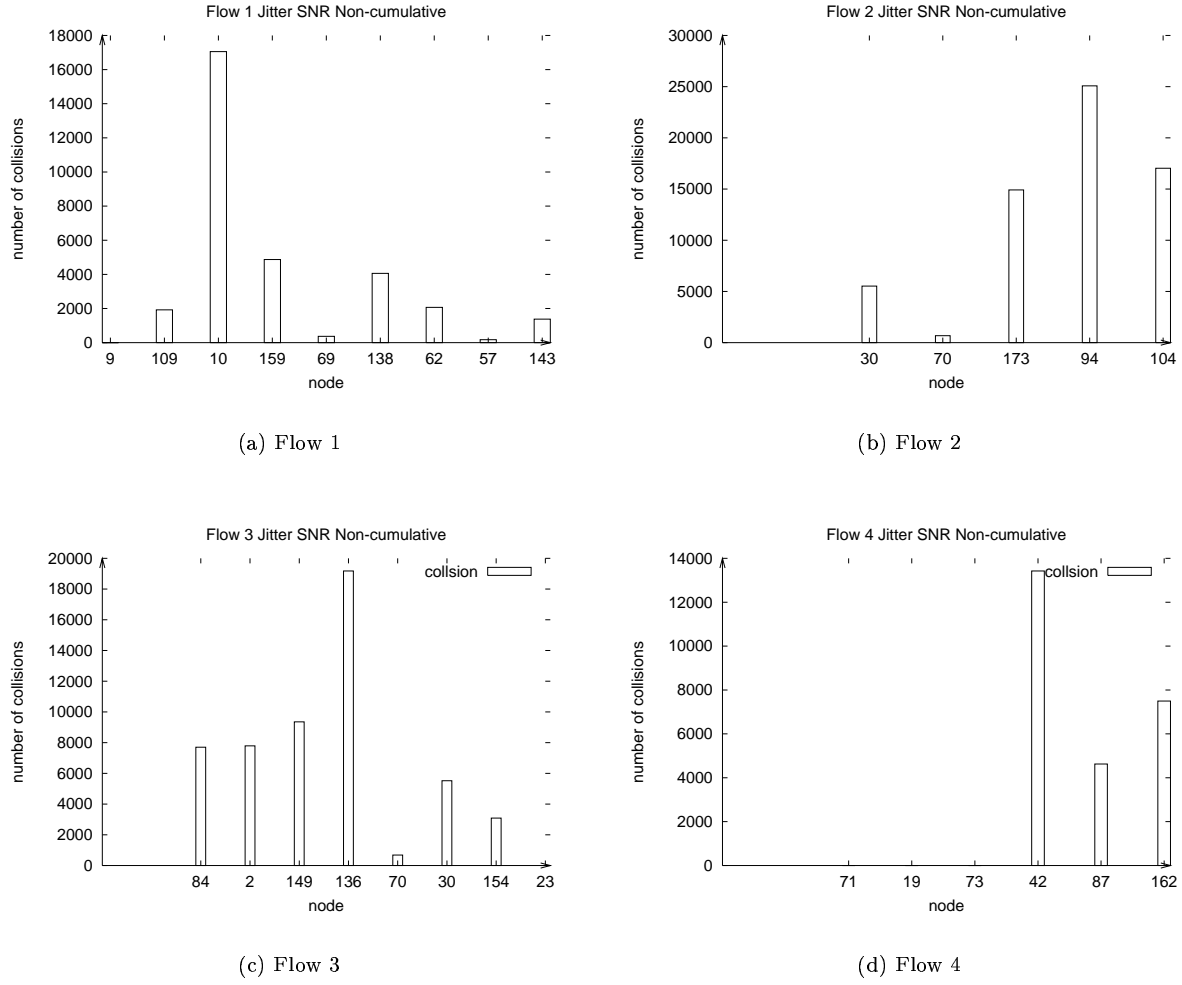 Flow 1 Jitter SNR Non-cumulative
18000
16000
14000
12000
10000
8000
6000
4000
2000
0
number of collisions
9 109 10 159 69 138 62 57 143
node
(a) Flow 1
Flow 2 Jitter SNR Non-cumulative
30000
25000
20000
15000
10000
5000
0
number of collisions
30 70 173 94 104
node
(b) Flow 2
Flow 3 Jitter SNR Non-cumulative
collsion
20000
18000
16000
14000
12000
10000
8000
6000
4000
2000
0
number of collisions
84 2 149 136 70 30 154 23
node
(c) Flow 3
Flow 4 Jitter SNR Non-cumulative
collsion
14000
12000
10000
8000
6000
4000
2000
0
number of collisions
71 19 73 42 87 162
node
(d) Flow 4